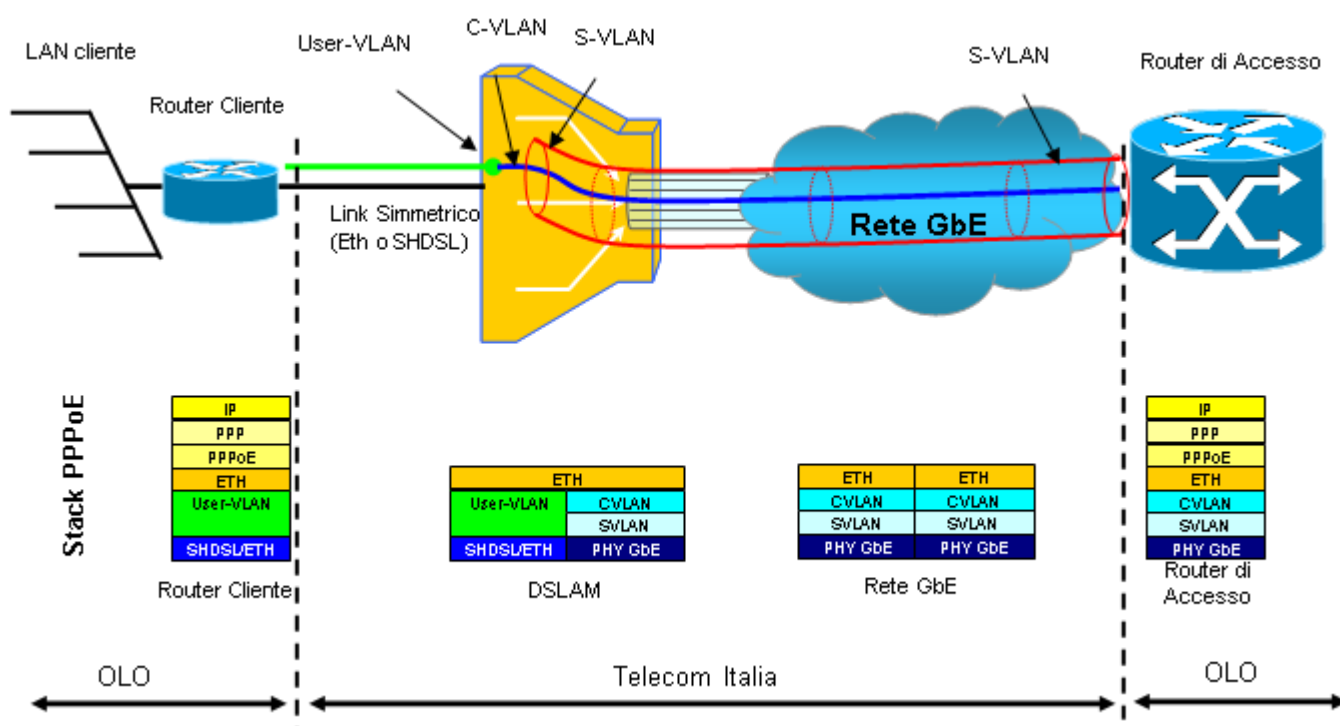 LAN cliente
User-VLAN
C-VLAN
S-VLAN
S-VLAN
Router di Accesso
Router Cliente
Link Simmetrico
(Eth o SHDSL)
Rete GbE
Stack PPPoE
IP
PPP
PPPoE
ETH
User-VLAN
SHDSL/ETH
Router Cliente
ETH
User-VLAN
CVLAN
SVLAN
SHDSL/ETH
PHY GbE
DSLAM
ETH
ETH
CVLAN
CVLAN
SVLAN
SVLAN
PHY GbE
PHY GbE
Rete GbE
IP
PPP
PPPoE
ETH
CVLAN
SVLAN
PHY GbE
Router di
Accesso
OLO
Telecom Italia
OLO